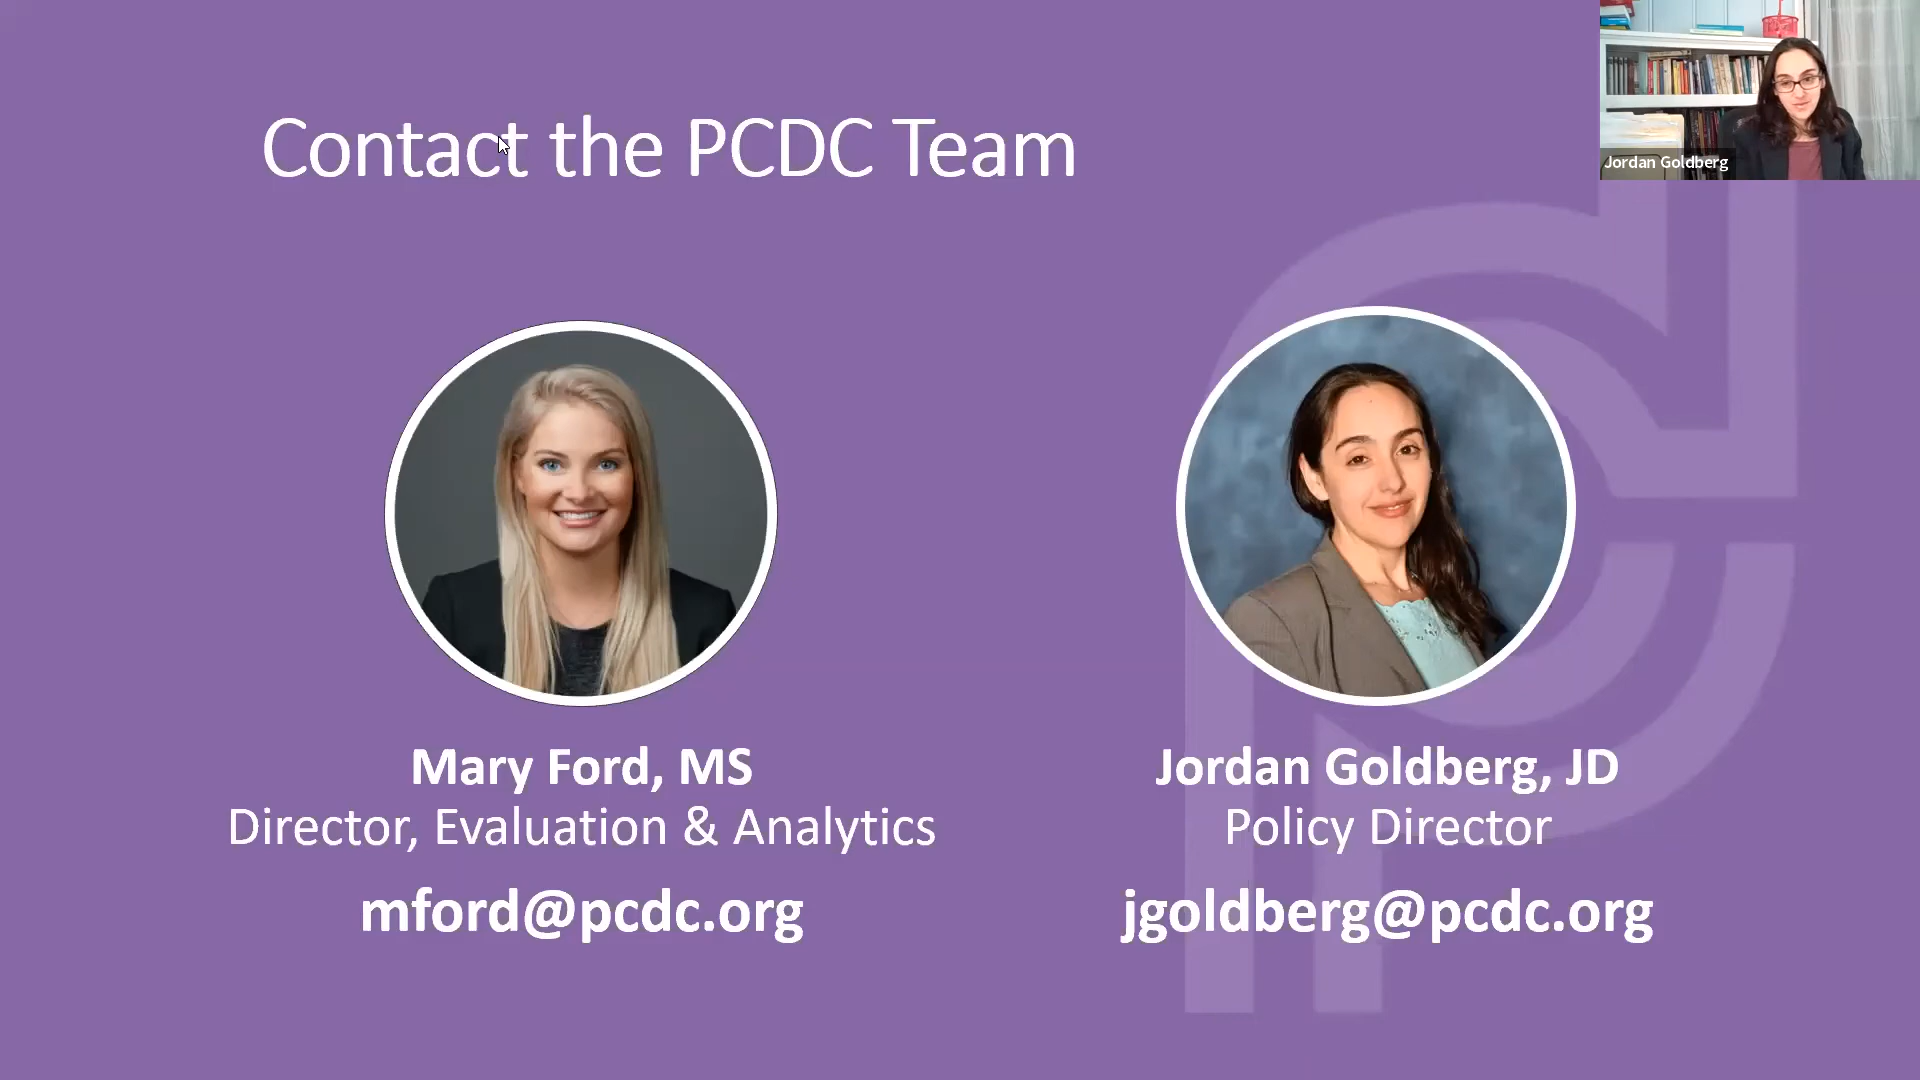 Contact the PCDC Team
Jordan Goldberg
Mary Ford, MS
Director, Evaluation & Analytics
mford@pcdc.org
Jordan Goldberg, JD
Policy Director
jgoldberg@pcdc.org